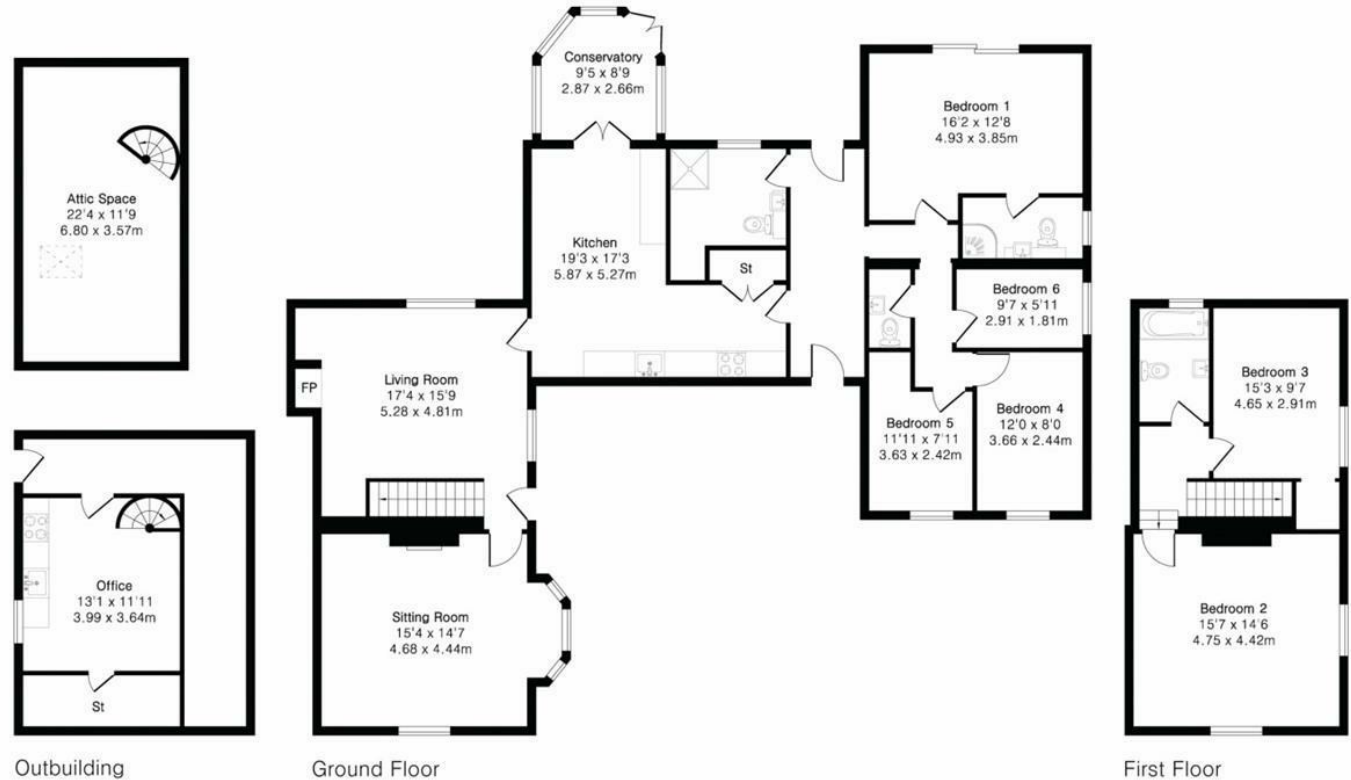 Attic Space
22'4 x 11'9
6.80 x 3.57m
Office
13'1 x 11'11
3.99 x 3.64m
St
Outbuilding
Conservatory
9'5 x 8'9
2.87 x 2.66m
Kitchen
19'3 x 17'3
5.87 x 5.27m
St
Living Room
17'4 x 15'9
5.28 x 4.81m
FP
Sitting Room
15'4 x 14'7
4.68 x 4.44m
Bedroom 1
16'2 x 12'8
4.93 x 3.85m
Bedroom 6
9'7 x 5'11
2.91 x 1.81m
Bedroom 5
11'11 x 7'11
3.63 x 2.42m
Bedroom 4
12'0 x 8'0
3.66 x 2.44m
Ground Floor
Bedroom 3
15'3 x 9'7
4.65 x 2.91m
Bedroom 2
15'7 x 14'6
4.75 x 4.42m
First Floor